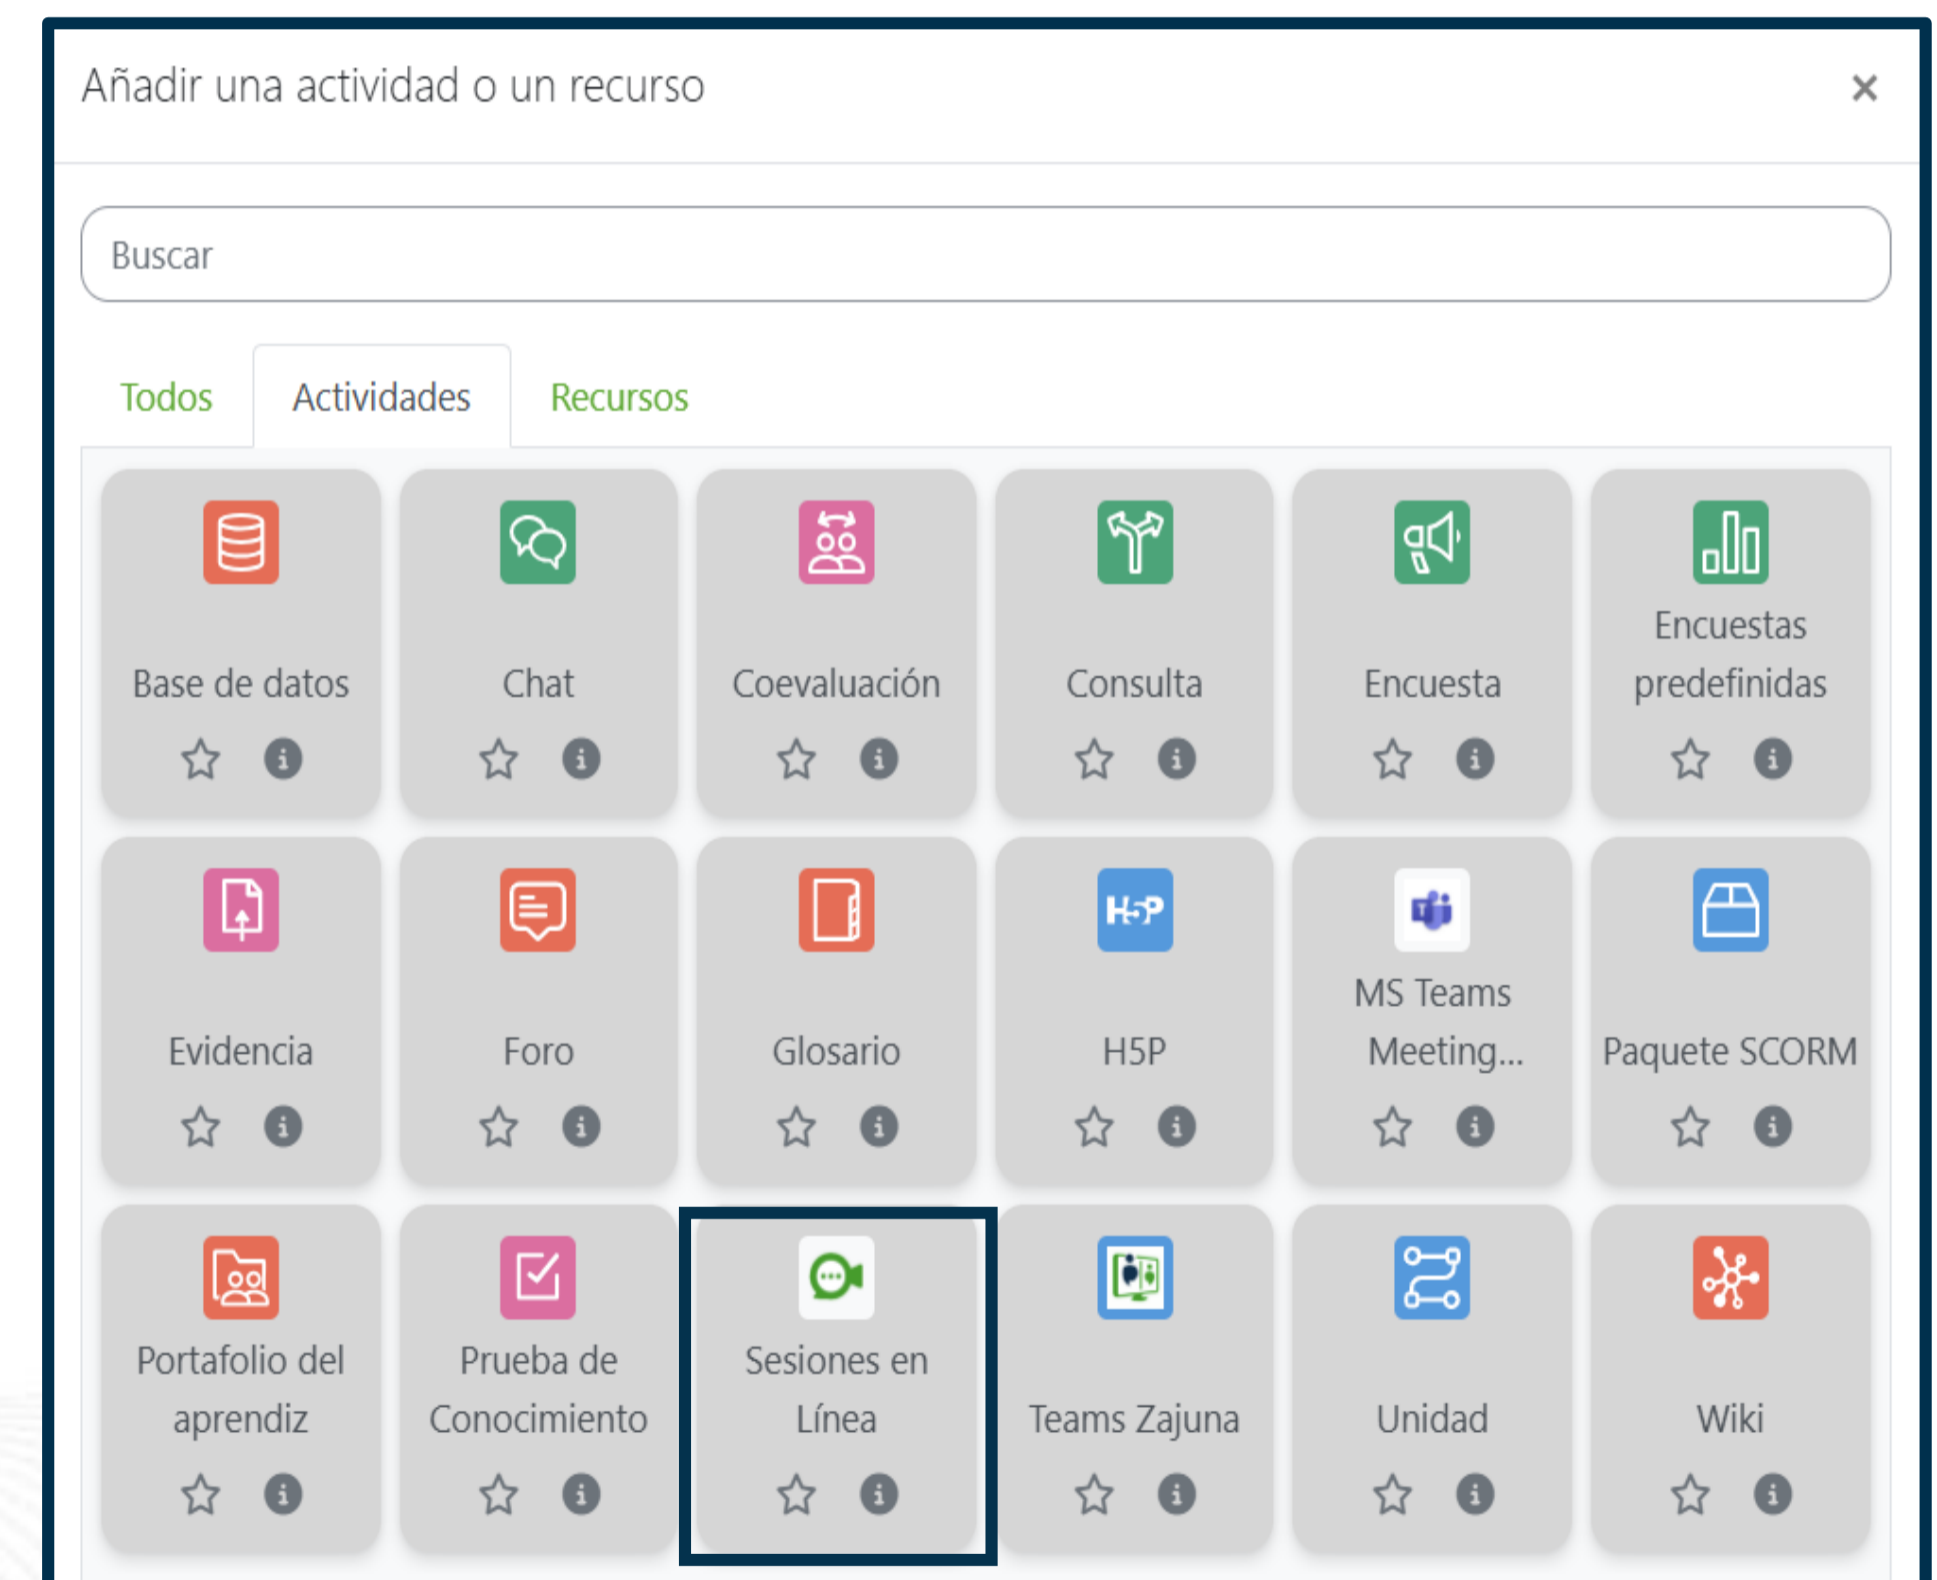 Añadir una actividad o un recurso
Buscar
Todos
Actividades
Recursos
Base de datos
Chat
Coevaluación
Consulta
Encuesta
Encuestas
predefinidas
Evidencia
Foro
Glosario
H5P
H5P
T
MS Teams
Meeting...
Paquete SCORM
Portafolio del
aprendiz
Prueba de
Conocimiento
Sesiones en
Línea
Teams Zajuna
Unidad
Wiki